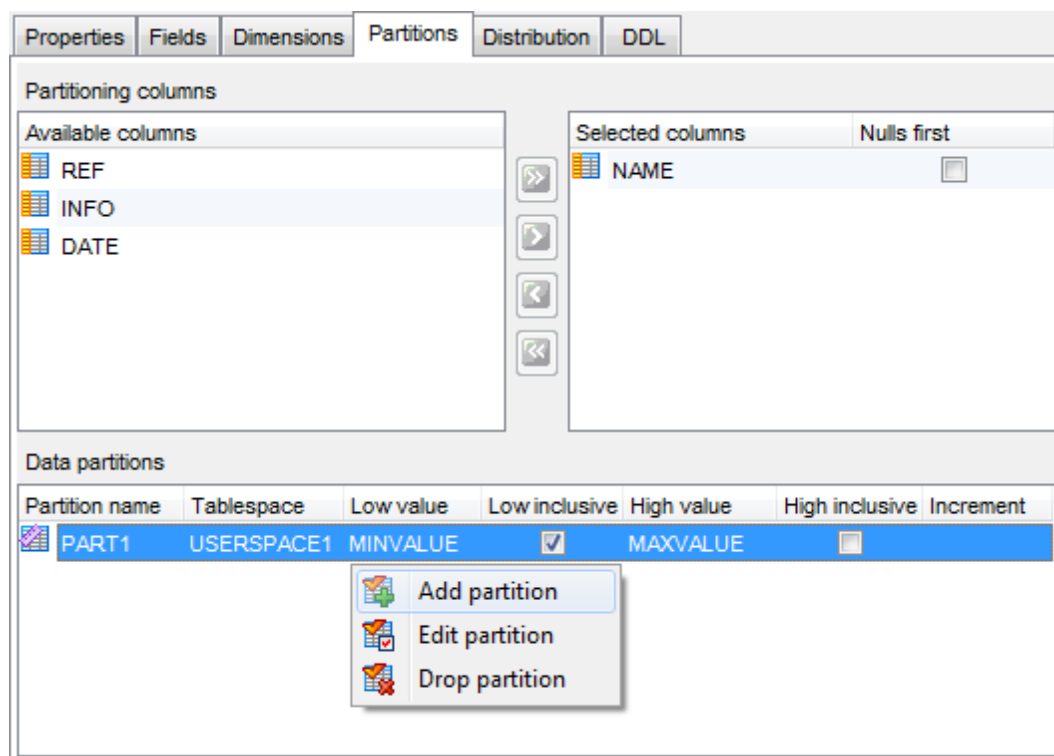 Properties Fields Dimensions Partitions Distribution DDL
Partitioning columns
Available columns
REF
INFO
DATE
Selected columns Nulls first
NAME
Data partitions
Partition name Tablespace Low value Low inclusive High value High inclusive Increment
PART1 USERSPACE1 MINVALUE MAXVALUE
Add partition
Edit partition
Drop partition